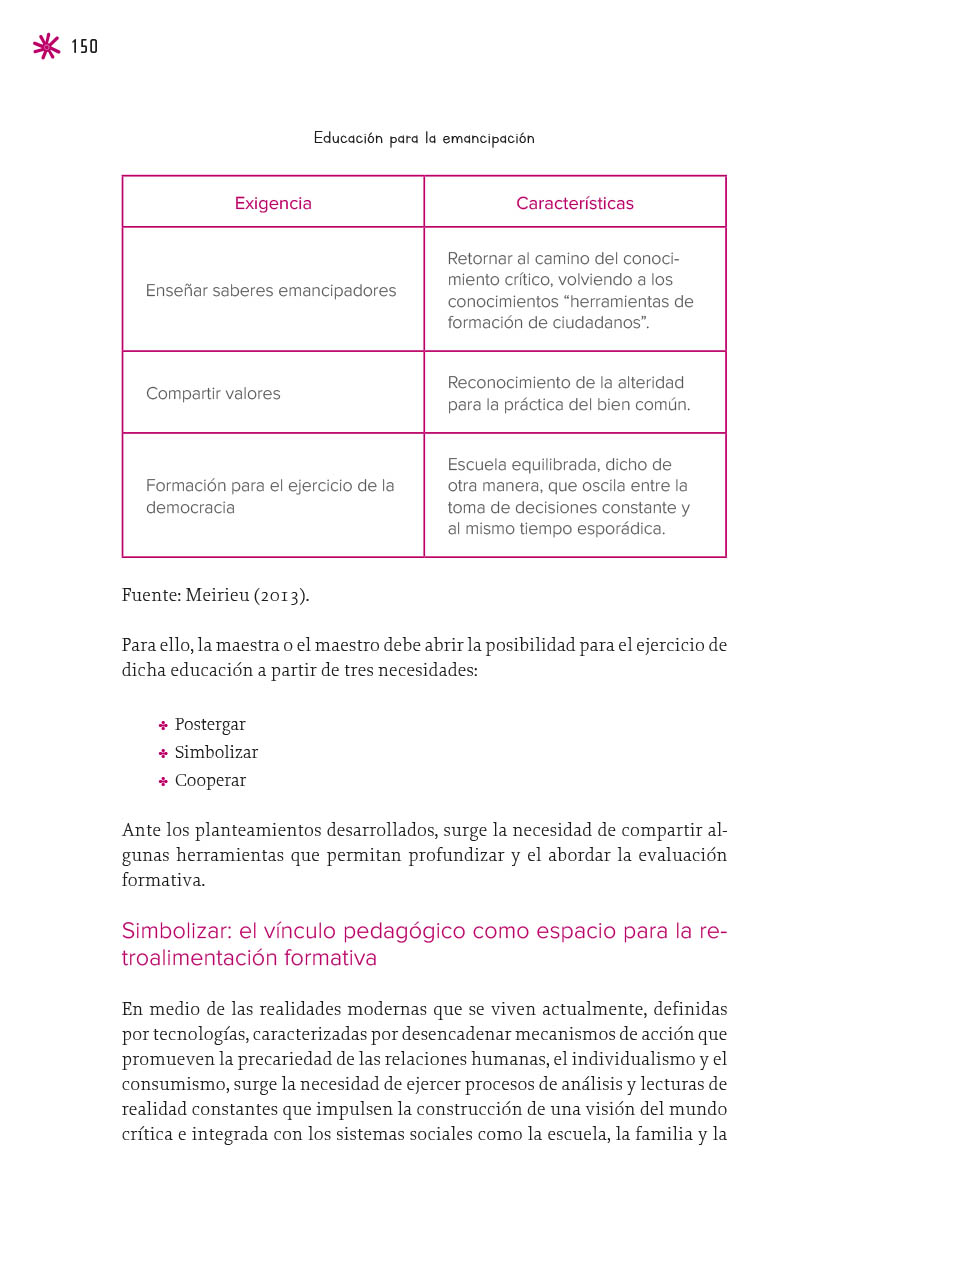 150
Educación para la emancipación
Exigencia
Características
Enseñar saberes emancipadores
Retornar al camino del conoci-
miento crítico, volviendo a los
conocimientos “herramientas de
formación de ciudadanos”.
Compartir valores
Reconocimiento de la alteridad
para la práctica del bien común.
Formación para el ejercicio de la
democracia
Escuela equilibrada, dicho de
otra manera, que oscila entre la
toma de decisiones constante y
al mismo tiempo esporádica.
Fuente: Meirieu (2013).
Para ello, la maestra o el maestro debe abrir la posibilidad para el ejercicio de
dicha educación a partir de tres necesidades:
Postergar
Simbolizar
Cooperar
Ante los planteamientos desarrollados, surge la necesidad de compartir al-
gunas herramientas que permitan profundizar y el abordar la evaluación
formativa.
Simbolizar: el vínculo pedagógico como espacio para la re-
troalimentación formativa
En medio de las realidades modernas que se viven actualmente, definidas
por tecnologías, caracterizadas por desencadenar mecanismos de acción que
promueven la precariedad de las relaciones humanas, el individualismo y el
consumismo, surge la necesidad de ejercer procesos de análisis y lecturas de
realidad constantes que impulsen la construcción de una visión del mundo
crítica e integrada con los sistemas sociales como la escuela, la familia y la